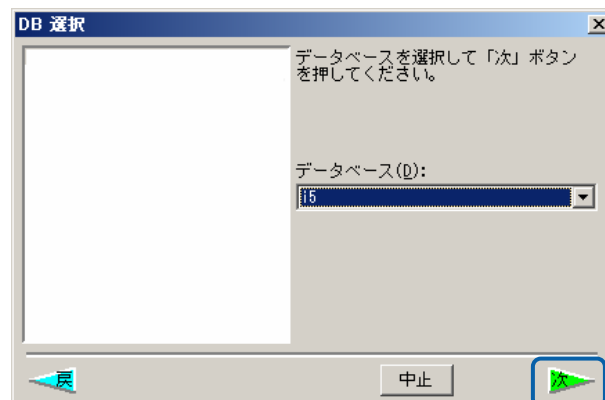 DB 選択
データベースを選択して「次」ボタン
を押してください。
データベース(D):
i5
戻
中止
次